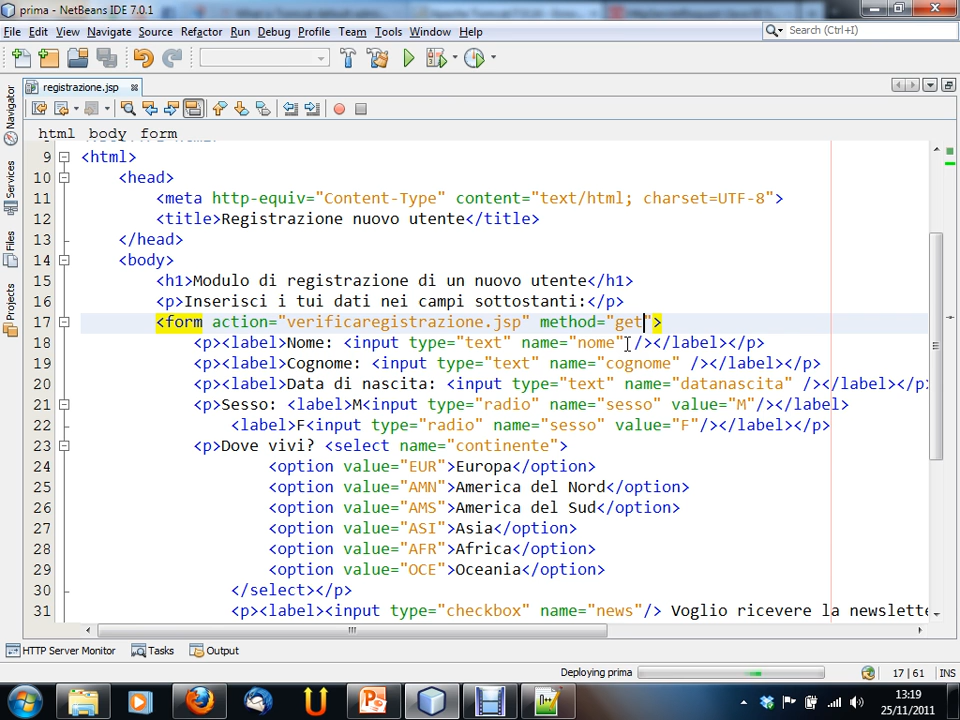 prima - NetBeans IDE 7.0.1
File Edit View Navigate Source Refactor Run Debug Profile Team Tools Window Help
Search (Ctrl+I)
registrazione.jsp
html body form
Navigator
Services
Files
Projects
9 <html>
10 <head>
11 <meta http-equiv="Content-Type" content="text/html; charset=UTF-8">
12 <title>Registrazione nuovo utente</title>
13 </head>
14 <body>
15 <h1>Modulo di registrazione di un nuovo utente</h1>
16 <p>Inserisci i tui dati nei campi sottostanti:</p>
17 <form action="verificaregistrazione.jsp" method="get">
18 <p><label>Nome: <input type="text" name="nome" /></label></p>
19 <p><label>Cognome: <input type="text" name="cognome" /></label></p>
20 <p><label>Data di nascita: <input type="text" name="datanascita" /></label></p>
21 <p>Sesso: <label>M<input type="radio" name="sesso" value="M"/></label>
22 <label>F<input type="radio" name="sesso" value="F"/></label></p>
23 <p>Dove vivi? <select name="continente">
24 <option value="EUR">Europa</option>
25 <option value="AMN">America del Nord</option>
26 <option value="AMS">America del Sud</option>
27 <option value="ASI">Asia</option>
28 <option value="AFR">Africa</option>
29 <option value="OCE">Oceania</option>
30 </select></p>
31 <p><label><input type="checkbox" name="news"/> Voglio ricevere la newslette
HTTP Server Monitor Tasks Output
Deploying prima 17 | 61 INS
13:19
25/11/2011